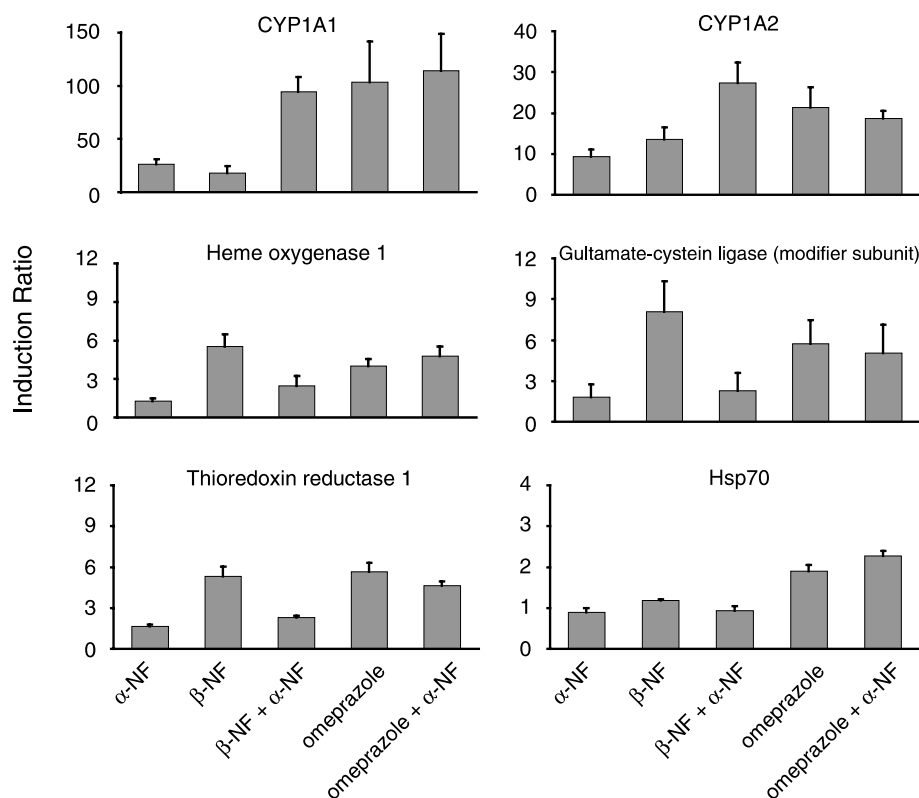 CYP1A1
150
100
50
0
CYP1A2
40
30
20
10
0
Induction Ratio
Heme oxygenase 1
12
9
6
3
0
Gultamate-cystein ligase (modifier subunit)
12
9
6
3
0
Thioredoxin reductase 1
12
9
6
3
0
Hsp70
4
3
2
1
0
α-NF
β-NF
β-NF + α-NF
omeprazole
omeprazole + α-NF
α-NF
β-NF
β-NF + α-NF
omeprazole
omeprazole + α-NF